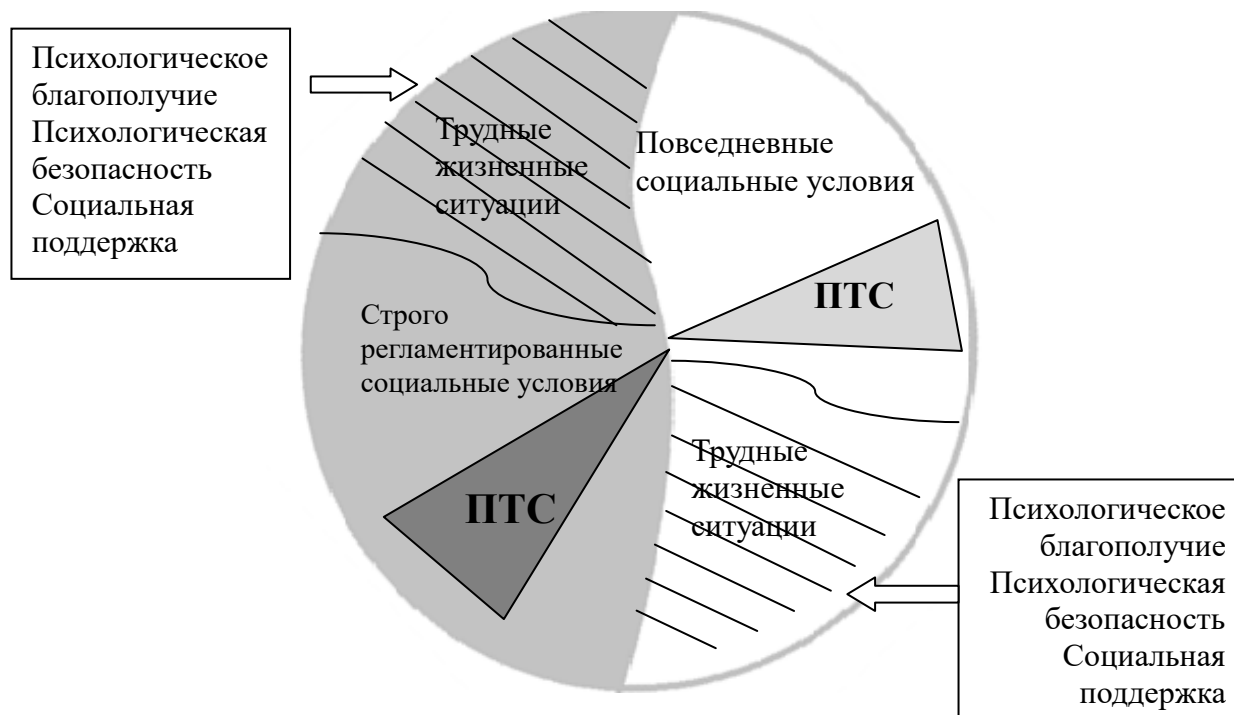 Психологическое
благополучие
Психологическая
безопасность
Социальная
поддержка
Трудные
жизненные
ситуации
Повседневные
социальные условия
ПТС
Строго
регламентированные
социальные условия
ПТС
Трудные
жизненные
ситуации
Психологическое
благополучие
Психологическая
безопасность
Социальная
поддержка